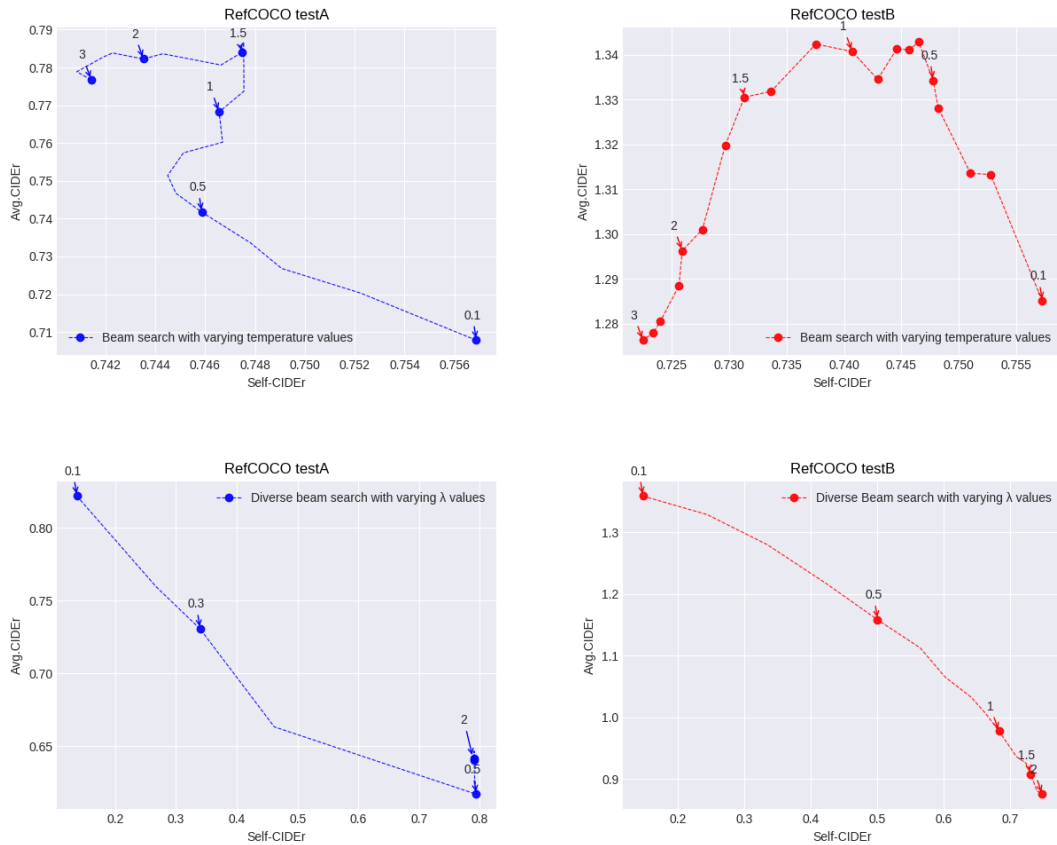 RefCOCO testA
0.79
0.78
0.77
0.76
0.75
0.74
0.73
0.72
0.71
Avg.CIDEr
3
2
1.5
1
0.5
0.1
Beam search with varying temperature values
0.742 0.744 0.746 0.748 0.750 0.752 0.754 0.756
Self-CIDEr
RefCOCO testB
1.34
1.33
1.32
1.31
1.30
1.29
1.28
Avg.CIDEr
1
0.5
1.5
2
0.1
3
Beam search with varying temperature values
0.725 0.730 0.735 0.740 0.745 0.750 0.755
Self-CIDEr
RefCOCO testA
0.1
Diverse beam search with varying λ values
0.80
0.75
0.70
0.65
Avg.CIDEr
0.3
2
0.5
0.2 0.3 0.4 0.5 0.6 0.7 0.8
Self-CIDEr
RefCOCO testB
0.1
Diverse Beam search with varying λ values
1.3
1.2
1.1
1.0
0.9
Avg.CIDEr
0.5
1
1.5
2
0.2 0.3 0.4 0.5 0.6 0.7
Self-CIDEr